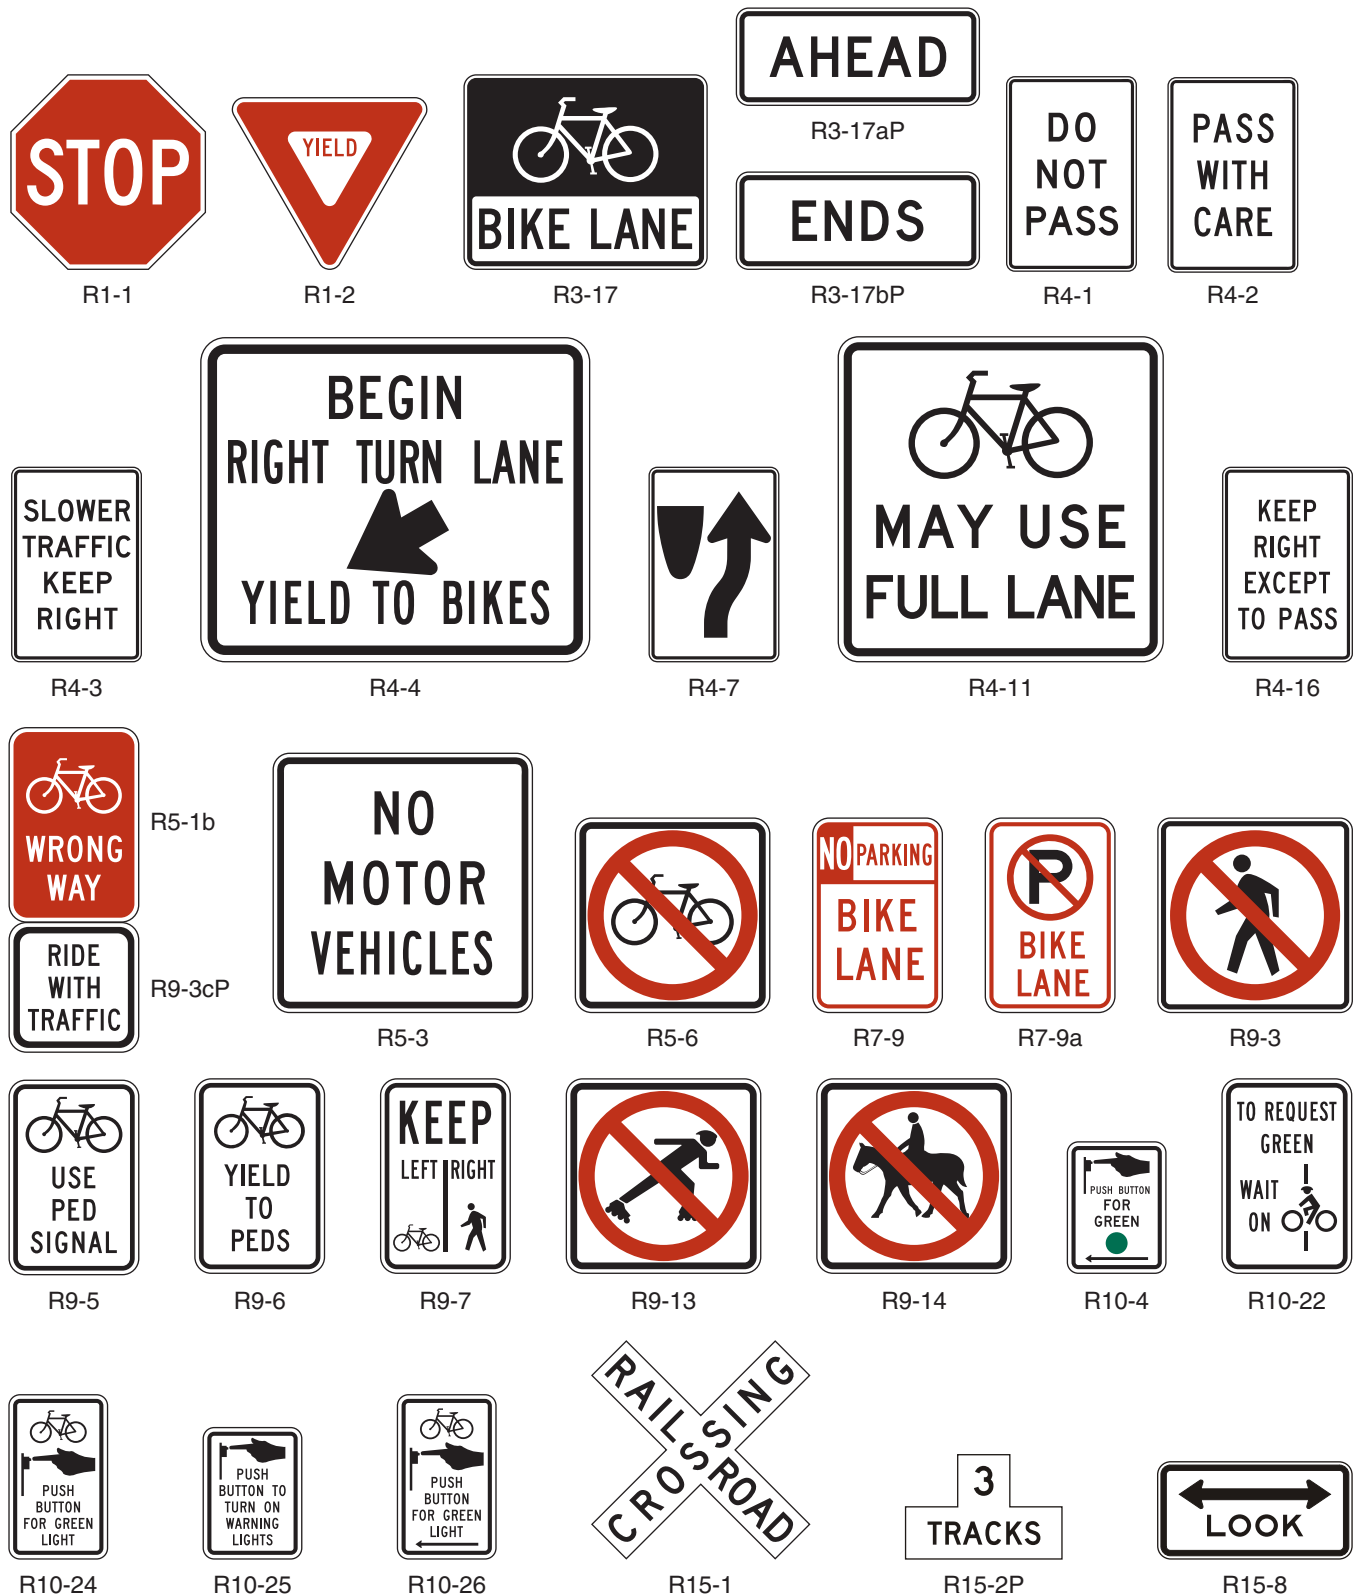 STOP
R1-1
YIELD
R1-2
BIKE LANE
R3-17
AHEAD
R3-17aP
ENDS
R3-17bP
DO
NOT
PASS
R4-1
PASS
WITH
CARE
R4-2
SLOWER
TRAFFIC
KEEP
RIGHT
R4-3
BEGIN
RIGHT TURN LANE
YIELD TO BIKES
R4-4
R4-7
MAY USE
FULL LANE
R4-11
KEEP
RIGHT
EXCEPT
TO PASS
R4-16
WRONG
WAY
R5-1b
RIDE
WITH
TRAFFIC
R9-3cP
NO
MOTOR
VEHICLES
R5-3
R5-6
NO PARKING
BIKE
LANE
R7-9
P
BIKE
LANE
R7-9a
R9-3
USE
PED
SIGNAL
R9-5
YIELD
TO
PEDS
R9-6
KEEP
LEFT RIGHT
R9-7
R9-13
R9-14
PUSH BUTTON
FOR
GREEN
R10-4
TO REQUEST
GREEN
WAIT
ON
R10-22
PUSH
BUTTON
FOR GREEN
LIGHT
R10-24
PUSH
BUTTON TO
TURN ON
WARNING
LIGHTS
R10-25
PUSH
BUTTON
FOR GREEN
LIGHT
R10-26
RAILROAD
CROSSING
R15-1
3
TRACKS
R15-2P
LOOK
R15-8